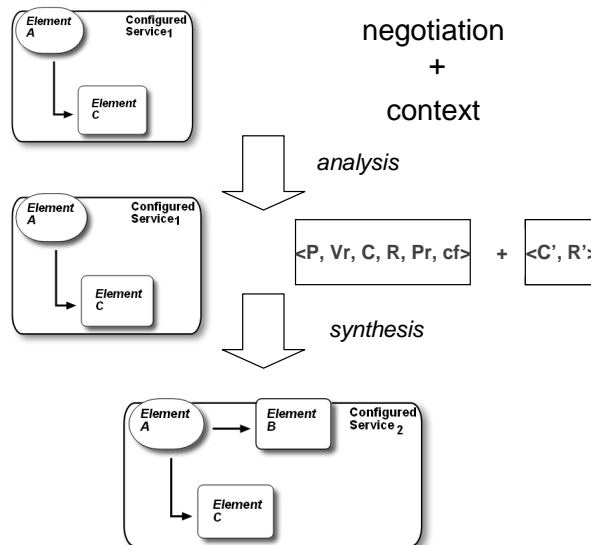 Element
A
Configured
Service1
Element
C
negotiation
+
context
analysis
Element
A
Configured
Service1
Element
C
<P, Vr, C, R, Pr, cf> + <C', R'>
synthesis
Element
A
Element
B
Configured
Service2
Element
C